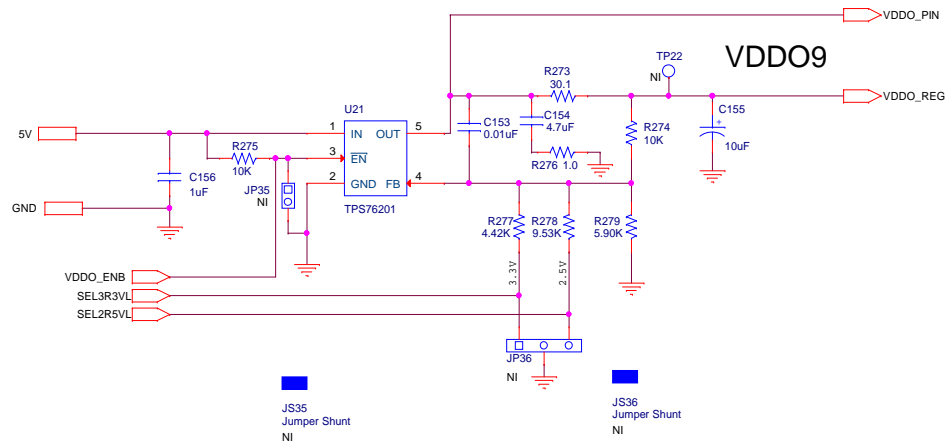 VDDO_PIN
VDDO9
TP22
NI
R273
30.1
VDDO_REG
C155
+
10uF
U21
5V
1 IN OUT 5
C153
0.01uF
C154
4.7uF
R274
10K
R275
10K
3 EN
R276 1.0
C156
1uF
JP35
NI
2 GND FB 4
TPS76201
GND
R277
4.42K
R278
9.53K
R279
5.90K
VDDO_ENB
3.3V
2.5V
SEL3R3VL
SEL2R5VL
JP36
NI
JS35
Jumper Shunt
NI
JS36
Jumper Shunt
NI